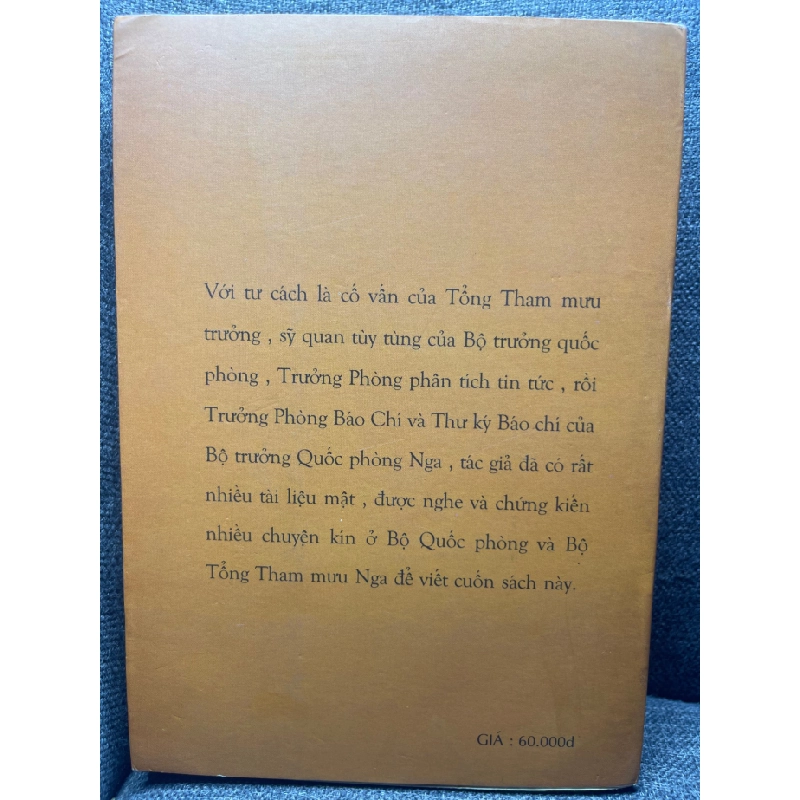 Với tư cách là cố vấn của Tổng Tham mưu
trưởng , sỹ quan tùy tùng của Bộ trưởng quốc
phòng , Trưởng Phòng phân tích tin tức , rồi
Trưởng Phòng Báo Chí và Thư ký Báo chí của
Bộ trưởng Quốc phòng Nga , tác giả đã có rất
nhiều tài liệu mật , được nghe và chứng kiến
nhiều chuyện kín ở Bộ Quốc phòng và Bộ
Tổng Tham mưu Nga để viết cuốn sách này.
GIÁ : 60.000đ